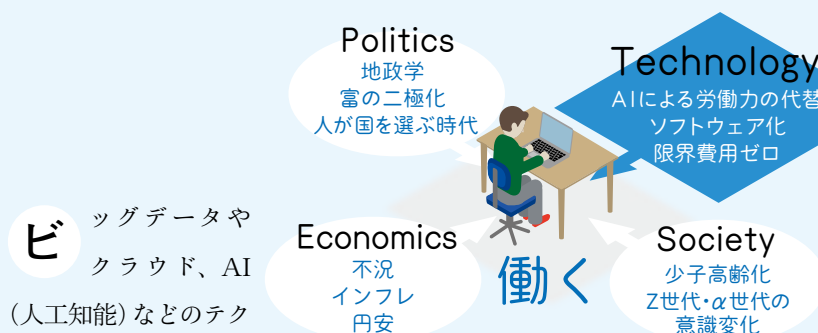 Politics
地政学
富の二極化
人が国を選ぶ時代
Technology
AIによる労働力の代替
ソフトウェア化
限界費用ゼロ
Economics
不況
インフレ
円安
働く
Society
少子高齢化
Z世代・α世代の
意識変化
ビッグデータや
クラウド、AI
（人工知能）などのテク